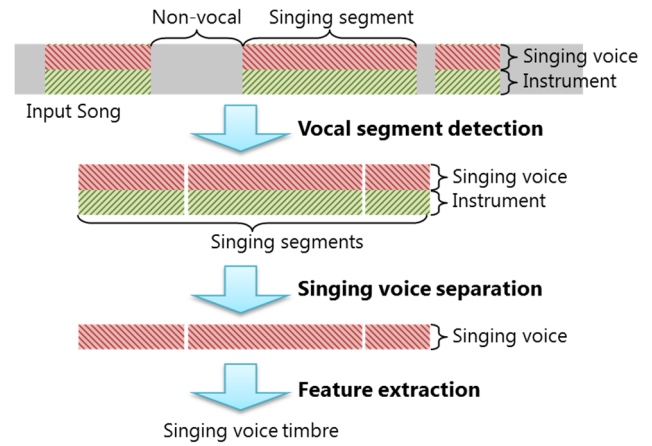 Non-vocal
Singing segment
Singing voice
Instrument
Input Song
Vocal segment detection
Singing voice
Instrument
Singing segments
Singing voice separation
Singing voice
Feature extraction
Singing voice timbre